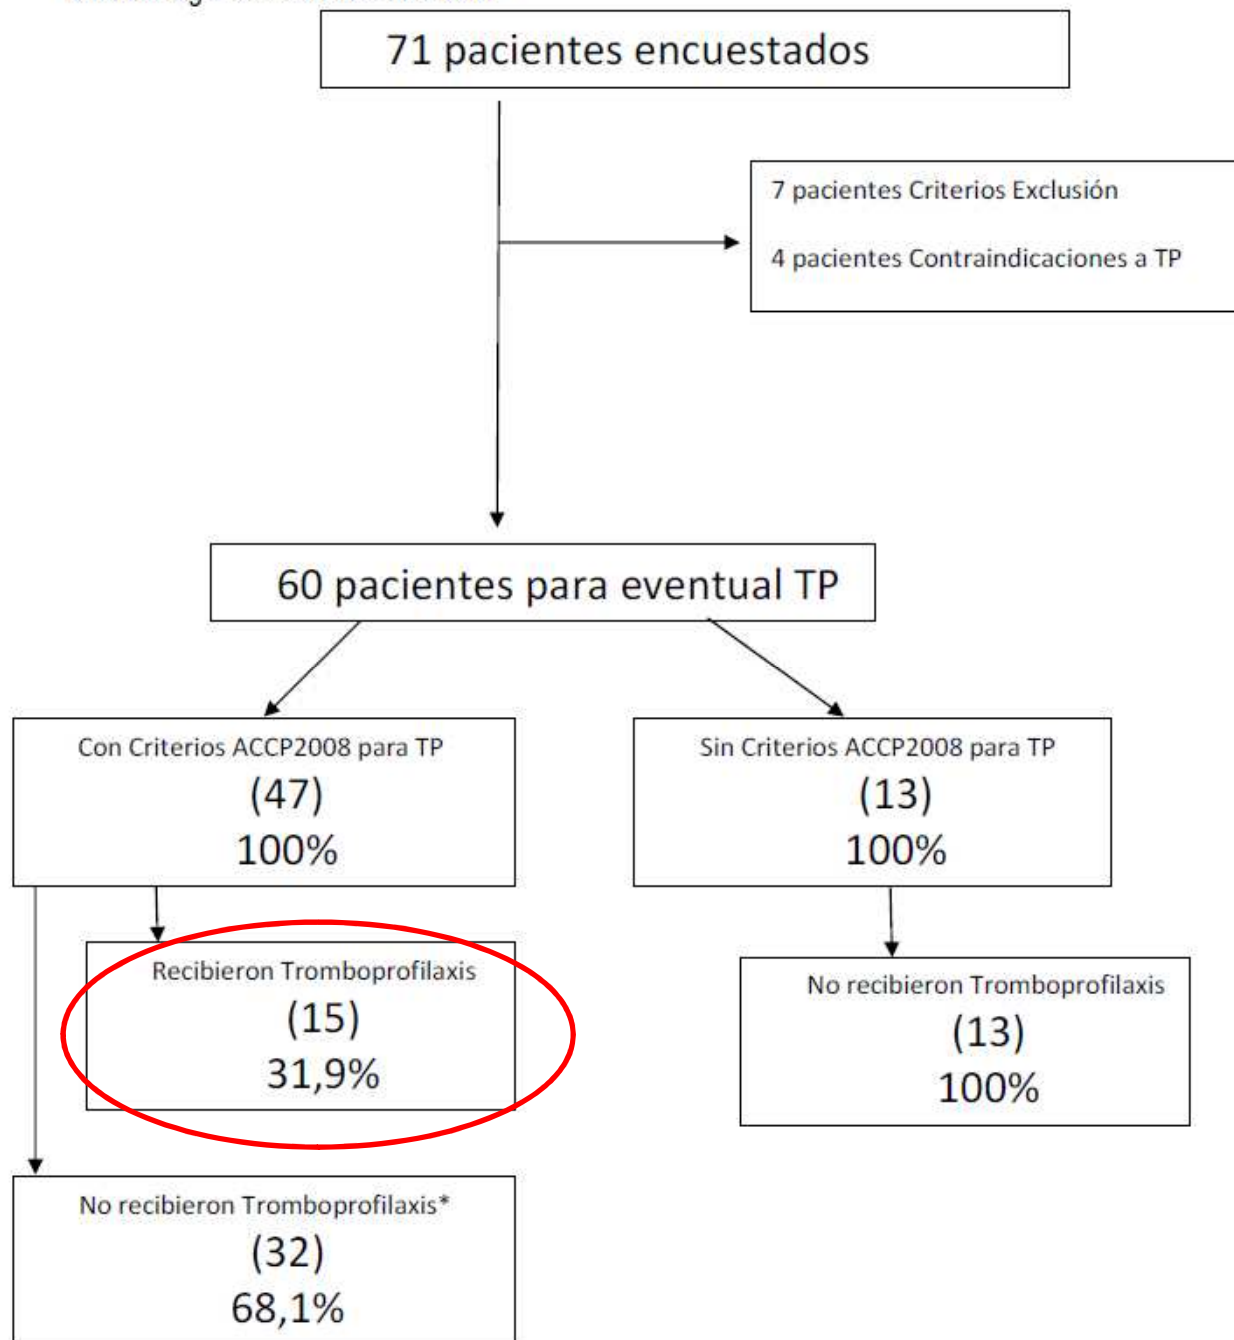 71 pacientes encuestados
7 pacientes Criterios Exclusión
4 pacientes Contraindicaciones a TP
60 pacientes para eventual TP
Con Criterios ACCP2008 para TP
(47)
100%
Sin Criterios ACCP2008 para TP
(13)
100%
Recibieron Tromboprofilaxis
(15)
31,9%
No recibieron Tromboprofilaxis
(13)
100%
No recibieron Tromboprofilaxis*
(32)
68,1%